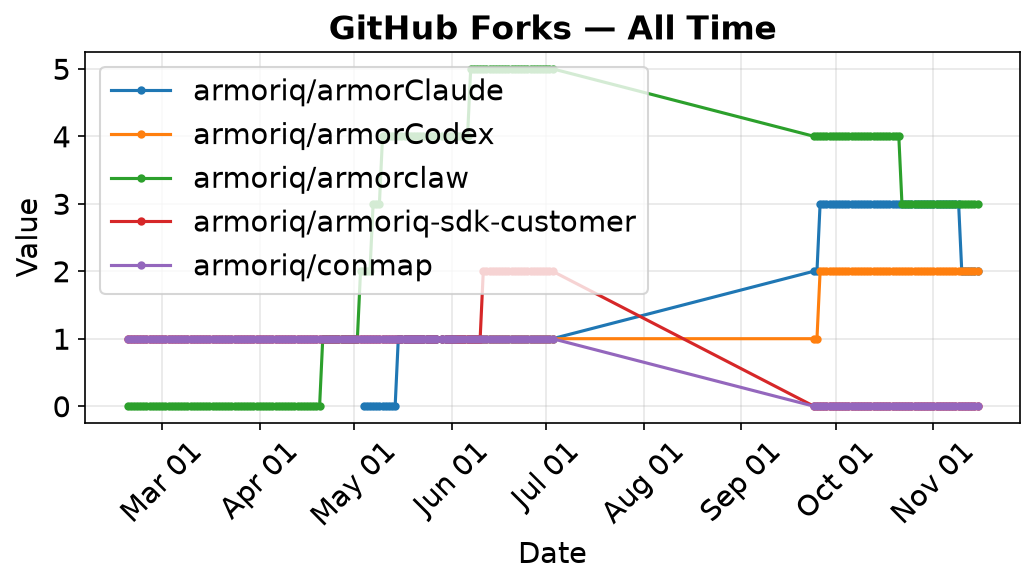 GitHub Forks — All Time
Value
5
4
3
2
1
0
armoriq/armorClaude
armoriq/armorCodex
armoriq/armorclaw
armoriq/armoriq-sdk-customer
armoriq/conmap
Mar 01
Apr 01
May 01
Jun 01
Jul 01
Aug 01
Sep 01
Oct 01
Nov 01
Date